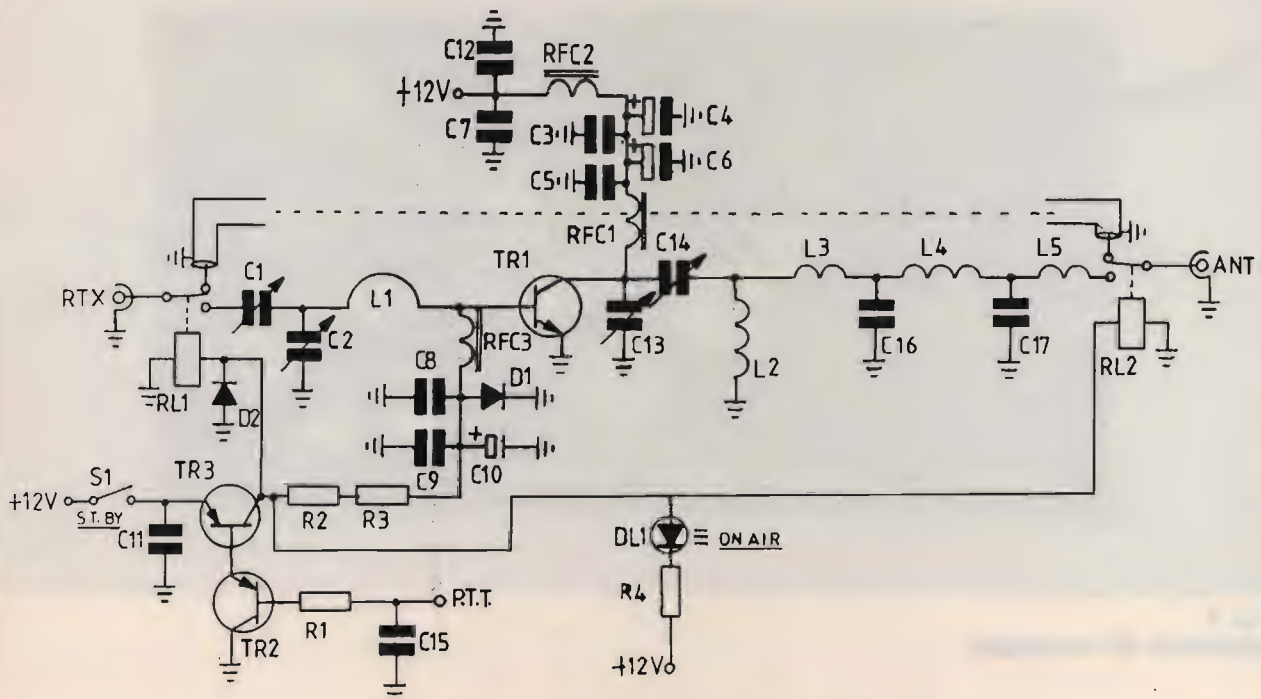 C12
RFC2
+12V
+
C4
C7
C3
+
C6
C5
RFC1
C14
TR1
L3
L4
L5
ANT
RTX
C1
L1
C2
RFC3
C13
L2
C16
C17
RL2
C8
D1
RL1
D2
+
C9
C10
TR3
S1
+12V
S.T. BY
C11
R2
R3
DL1
ON AIR
R4
P.T.T.
R1
TR2
C15
+12V